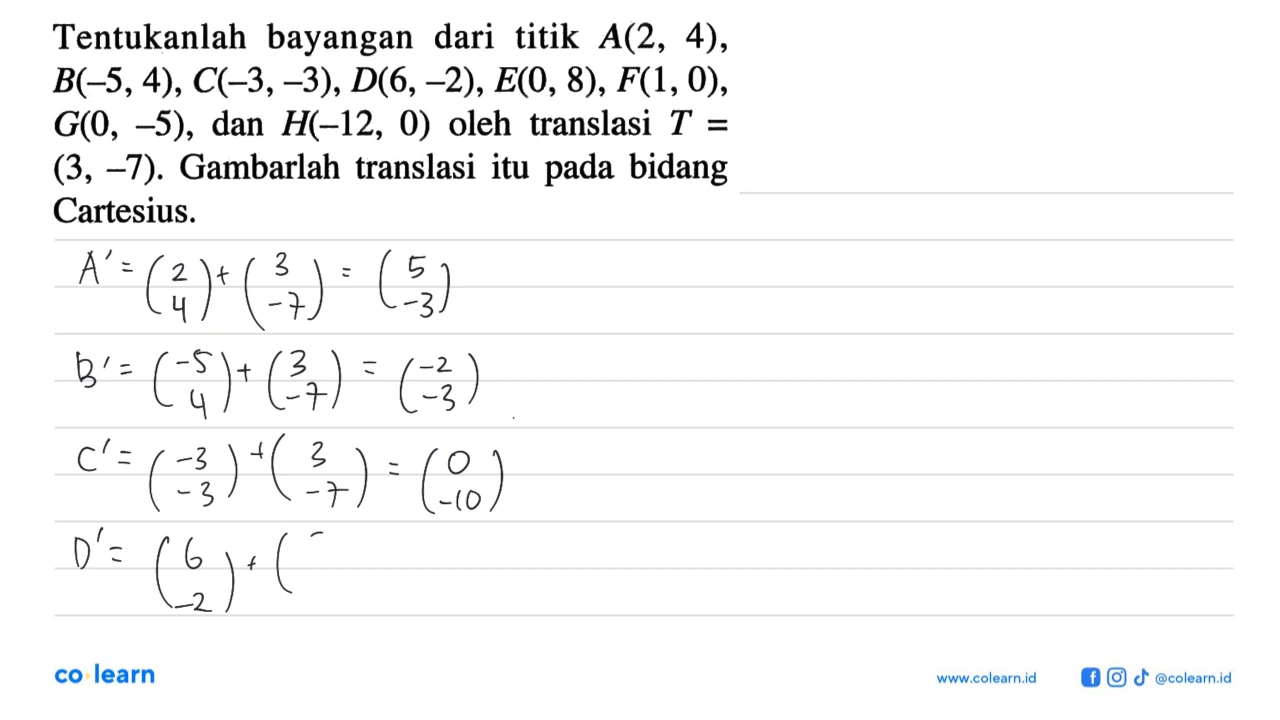 Tentukanlah bayangan dari titik A(2, 4),
B(–5, 4), C(–3, –3), D(6, –2), E(0, 8), F(1, 0),
G(0, –5), dan H(–12, 0) oleh translasi T =
(3, –7). Gambarlah translasi itu pada bidang
Cartesius.
A' = (2 4) + (3 -7) = (5 -3)
B' = (-5 4) + (3 -7) = (-2 -3)
C' = (-3 -3) + (3 -7) = (0 -10)
D' = (6 -2) + (
co learn
www.colearn.id
@colearn.id